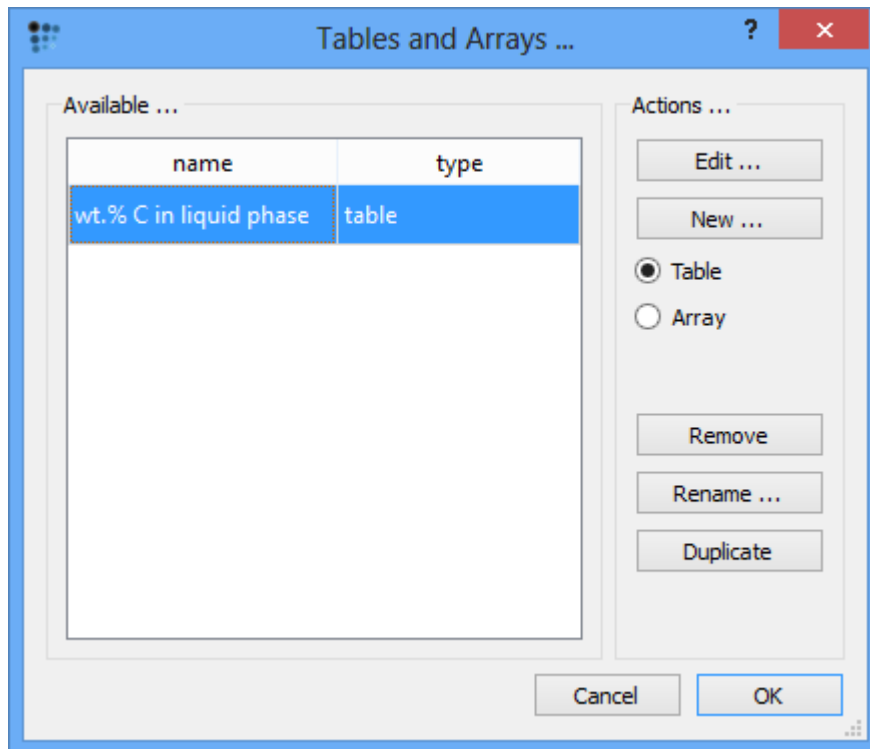 Tables and Arrays ...
?
Available ...
name type
wt.% C in liquid phase table
Actions ...
Edit ...
New ...
Table
Array
Remove
Rename ...
Duplicate
Cancel OK